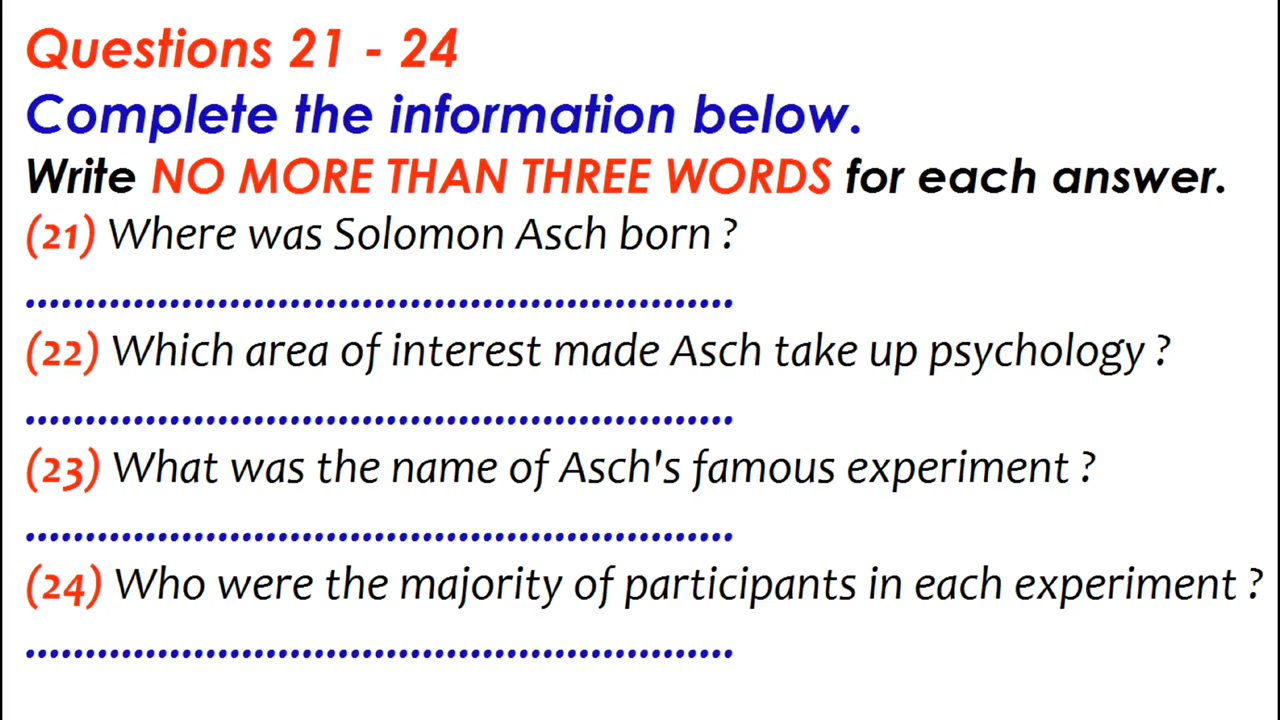 Questions 21 - 24
Complete the information below.
Write NO MORE THAN THREE WORDS for each answer.
(21) Where was Solomon Asch born ?
............................................................
(22) Which area of interest made Asch take up psychology ?
............................................................
(23) What was the name of Asch's famous experiment ?
............................................................
(24) Who were the majority of participants in each experiment ?
............................................................